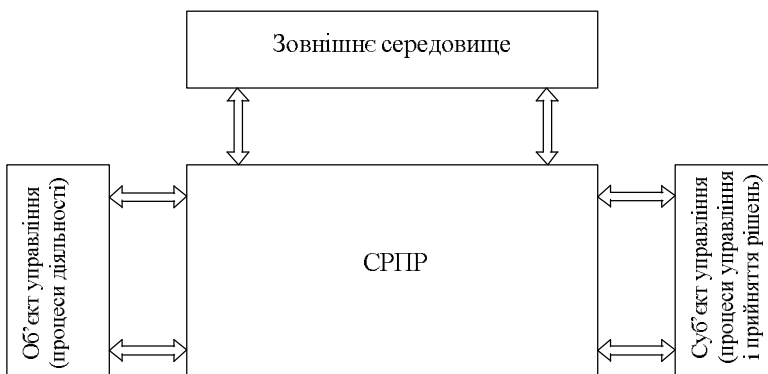 Зовнішнє середовище
Об’єкт управління
(процеси діяльності)
СРПР
Суб’єкт управління
(процеси управління
і прийняття рішень)